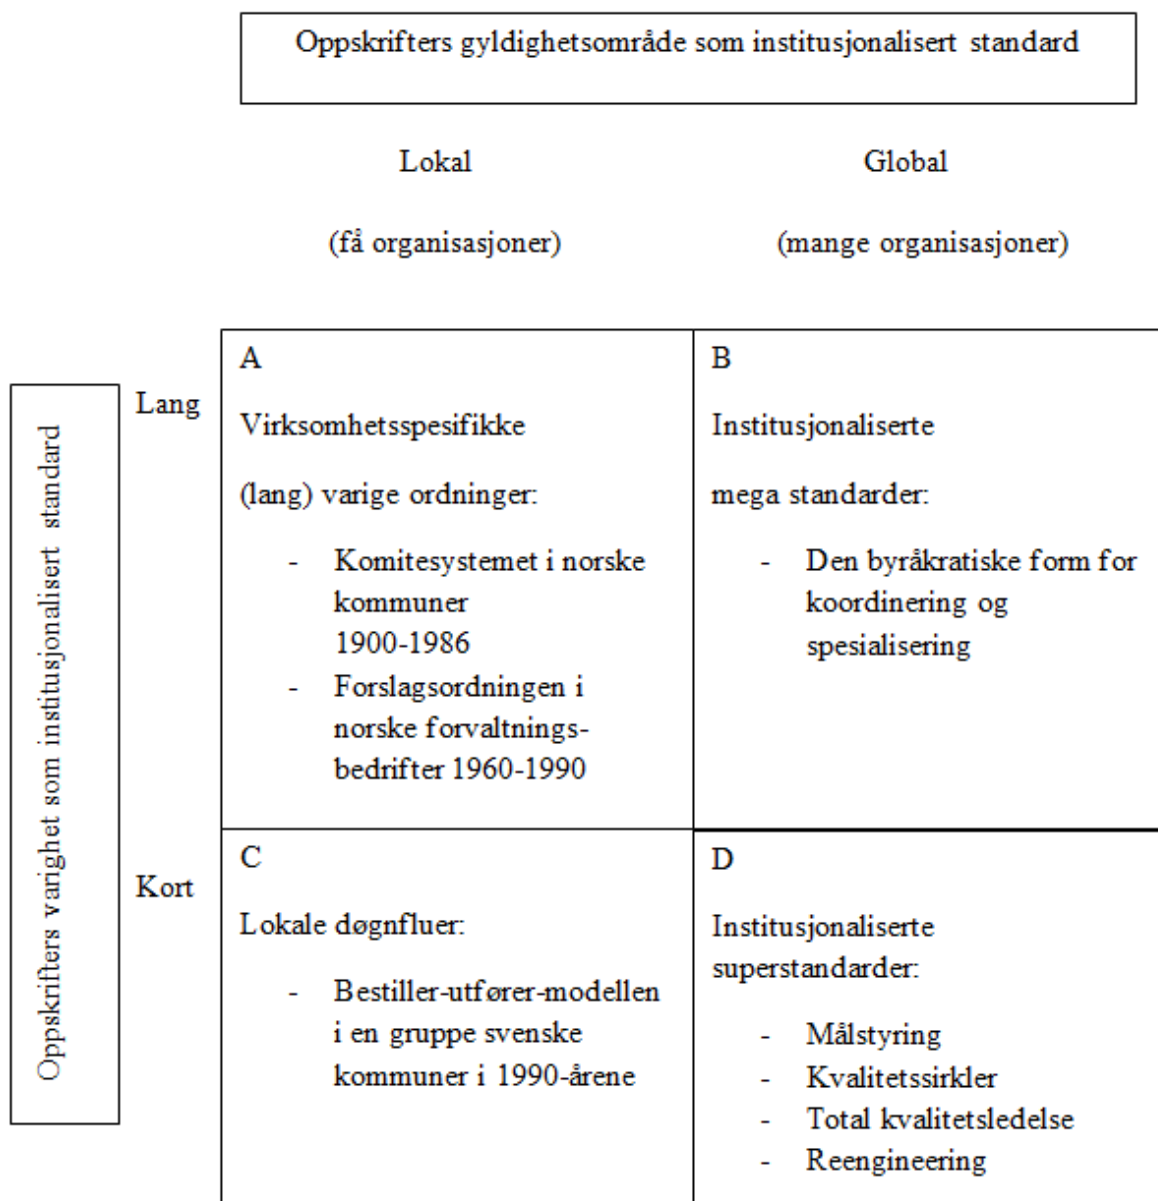 Oppskrifters gyldighetsområde som institusjonalisert standard
Lokal
Global
(få organisasjoner)
(mange organisasjoner)
Oppskrifters varighet som institusjonalisert standard
Lang
A
Virksomhetsspesifikke
(lang) varige ordninger:
- Komitesystemet i norske
kommuner
1900-1986
- Forslagsordningen i
norske forvaltnings-
bedrifter 1960-1990
B
Institusjonaliserte
mega standarder:
- Den byråkratiske form for
koordinering og
spesialisering
Kort
C
Lokale døgnfluer:
- Bestiller-utfører-modellen
i en gruppe svenske
kommuner i 1990-årene
D
Institusjonaliserte
superstandarder:
- Målstyring
- Kvalitetssirkler
- Total kvalitetsledelse
- Reengineering